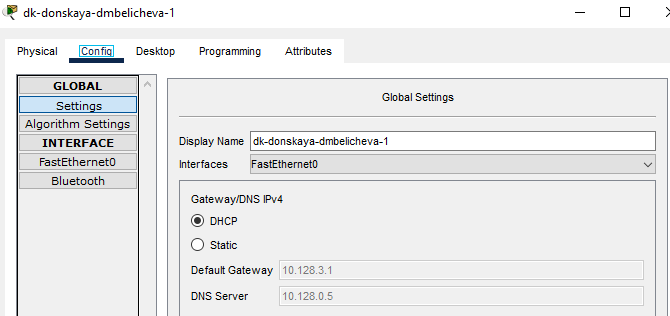 dk-donskaya-dmbelicheva-1
Physical Config Desktop Programming Attributes
GLOBAL
Settings
Algorithm Settings
INTERFACE
FastEthernet0
Bluetooth
Global Settings
Display Name dk-donskaya-dmbelicheva-1
Interfaces FastEthernet0
Gateway/DNS IPv4
DHCP
Static
Default Gateway 10.128.3.1
DNS Server 10.128.0.5